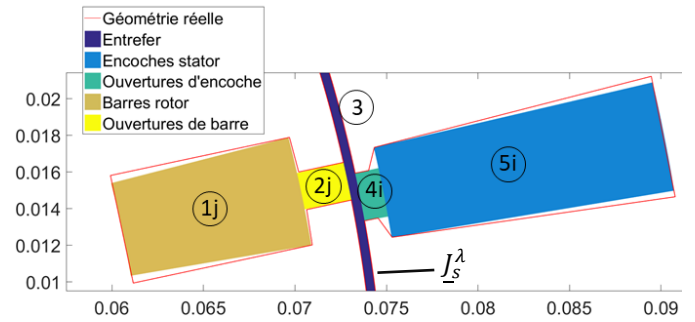 Géométrie réelle
Entrefer
Encoches stator
Ouvertures d'encoche
Barres rotor
Ouvertures de barre
0.02
0.018
0.016
0.014
0.012
0.01
3
5i
4i
2j
1j
J_s^λ
0.06
0.065
0.07
0.075
0.08
0.085
0.09